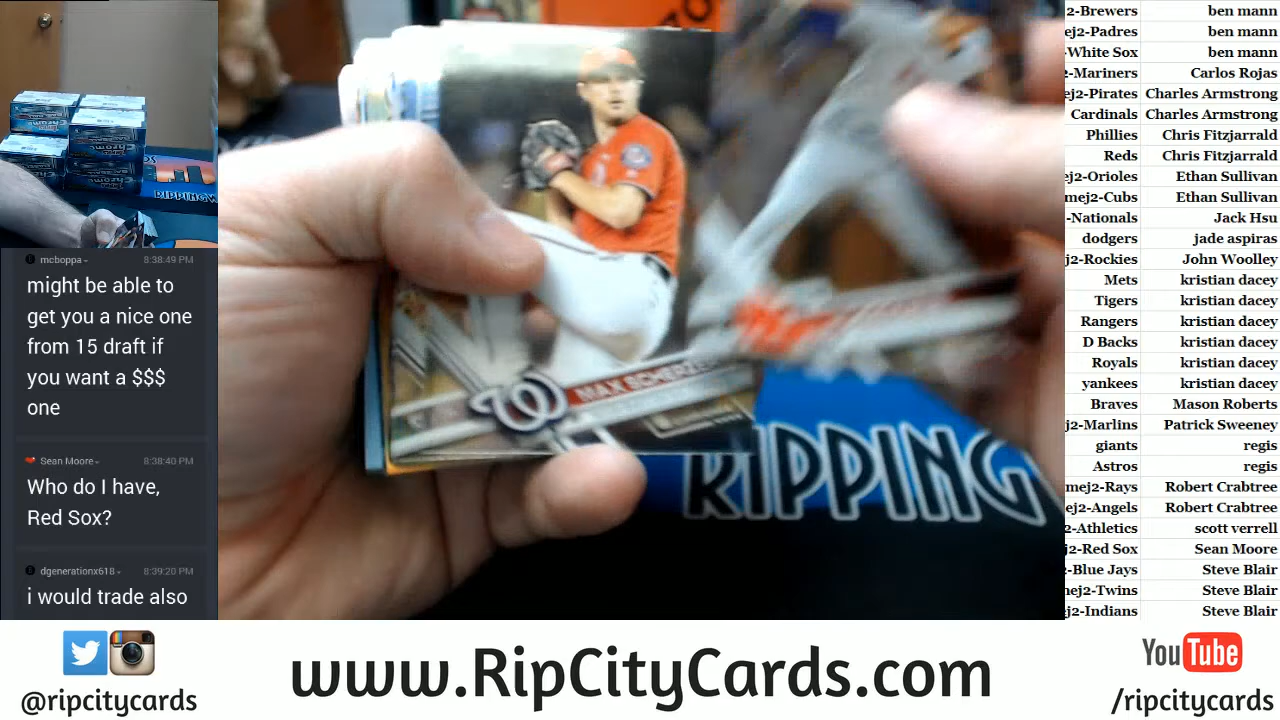 mcboppa
8:38:49 PM
might be able to
get you a nice one
from 15 draft if
you want a $$$
one
Sean Moore
8:38:40 PM
Who do I have,
Red Sox?
dgenerationx618
8:39:20 PM
i would trade also
MAX SCHERZER
RIPPING
RIPPINGW
2-Brewers ben mann
ej2-Padres ben mann
-White Sox ben mann
-Mariners Carlos Rojas
ej2-Pirates Charles Armstrong
Cardinals Charles Armstrong
Phillies Chris Fitzjarrald
Reds Chris Fitzjarrald
ej2-Orioles Ethan Sullivan
mej2-Cubs Ethan Sullivan
-Nationals Jack Hsu
dodgers jade aspiras
ej2-Rockies John Woolley
Mets kristian dacey
Tigers kristian dacey
Rangers kristian dacey
D Backs kristian dacey
Royals kristian dacey
yankees kristian dacey
Braves Mason Roberts
j2-Marlins Patrick Sweeney
giants regis
Astros regis
mej2-Rays Robert Crabtree
ej2-Angels Robert Crabtree
2-Athletics scott verrell
j2-Red Sox Sean Moore
2-Blue Jays Steve Blair
nej2-Twins Steve Blair
ej2-Indians Steve Blair
@ripcitycards
www.RipCityCards.com
YouTube
/ripcitycards